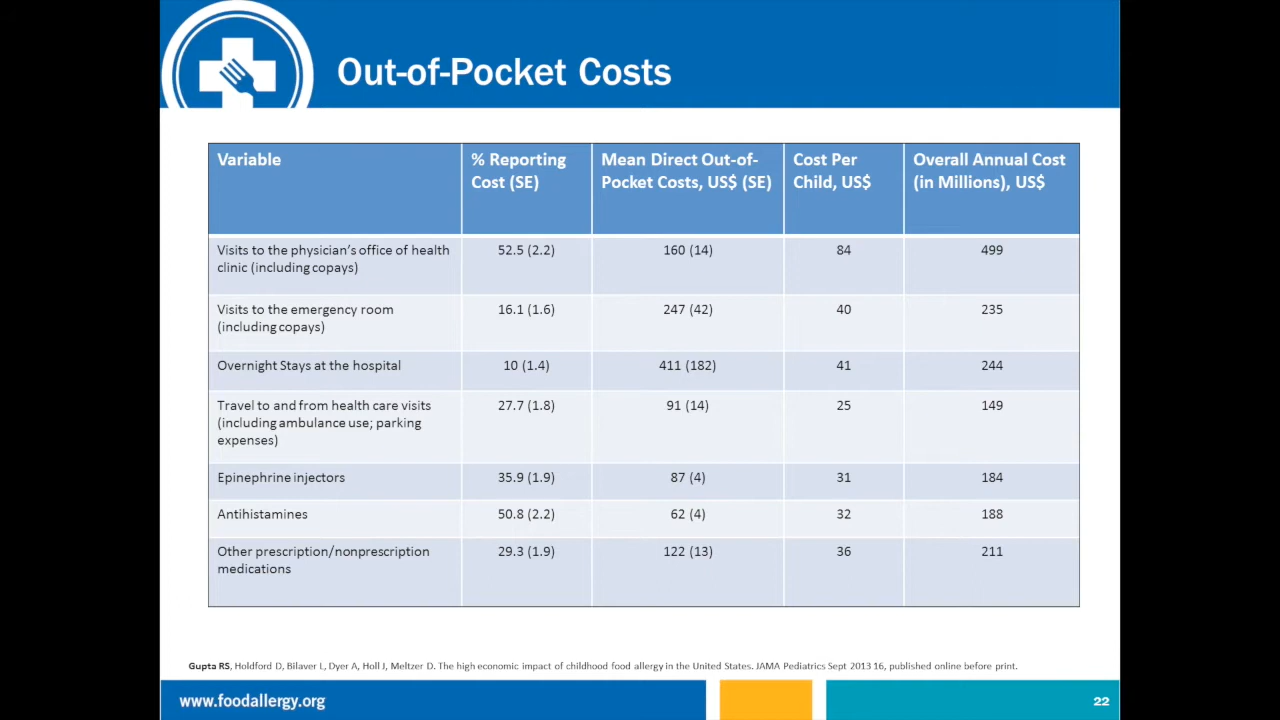 Out-of-Pocket Costs
Variable
% Reporting
Cost (SE)
Mean Direct Out-of-
Pocket Costs, US$ (SE)
Cost Per
Child, US$
Overall Annual Cost
(in Millions), US$
Visits to the physician's office of health
clinic (including copays)
52.5 (2.2)
160 (14)
84
499
Visits to the emergency room
(including copays)
16.1 (1.6)
247 (42)
40
235
Overnight Stays at the hospital
10 (1.4)
411 (182)
41
244
Travel to and from health care visits
(including ambulance use; parking
expenses)
27.7 (1.8)
91 (14)
25
149
Epinephrine injectors
35.9 (1.9)
87 (4)
31
184
Antihistamines
50.8 (2.2)
62 (4)
32
188
Other prescription/nonprescription
medications
29.3 (1.9)
122 (13)
36
211
Gupta RS, Holdford D, Bilaver L, Dyer A, Holl J, Meltzer D. The high economic impact of childhood food allergy in the United States. JAMA Pediatrics Sept 2013 16, published online before print.
www.foodallergy.org
22